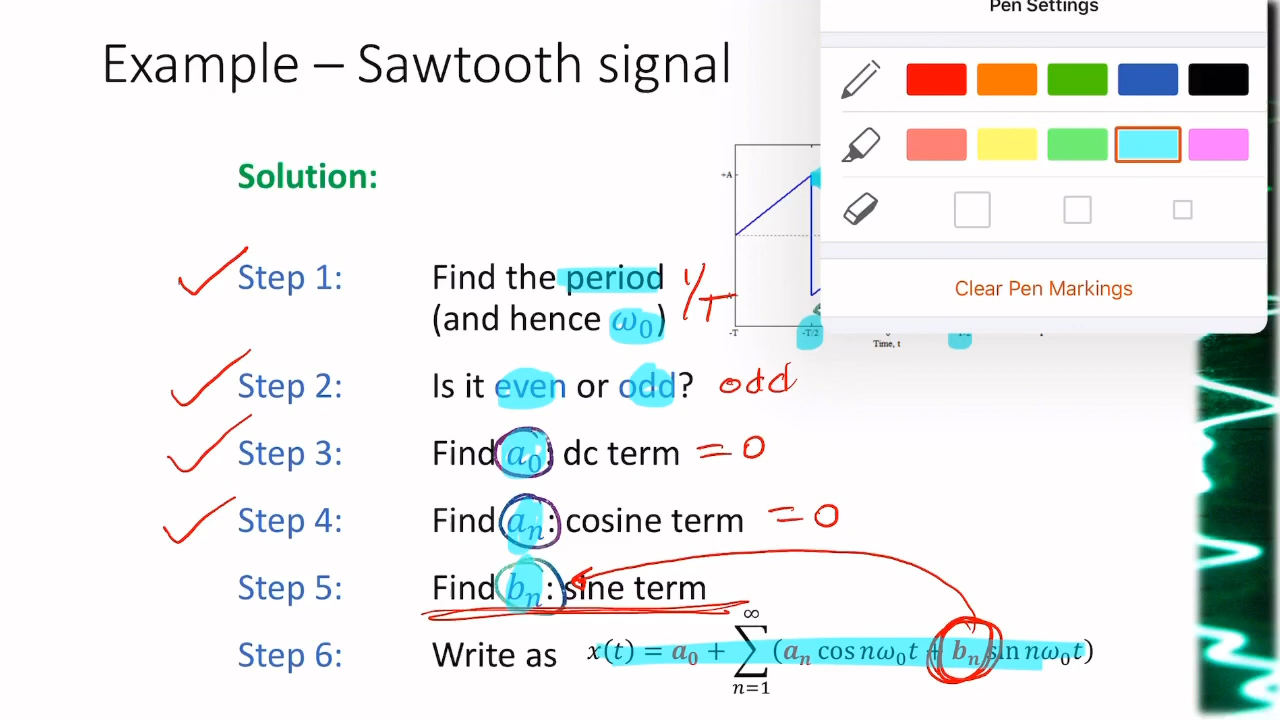 Pen Settings
Example – Sawtooth signal
Solution:
+A
Step 1: Find the period 1/T
(and hence ω₀)
-T -T/2
Time, t
Step 2: Is it even or odd? odd
Step 3: Find a₀: dc term = 0
Step 4: Find aₙ: cosine term = 0
Step 5: Find bₙ: sine term
Step 6: Write as x(t) = a₀ + ∑_{n=1}^{∞} (aₙ cos nω₀t + bₙ sin nω₀t)
Clear Pen Markings